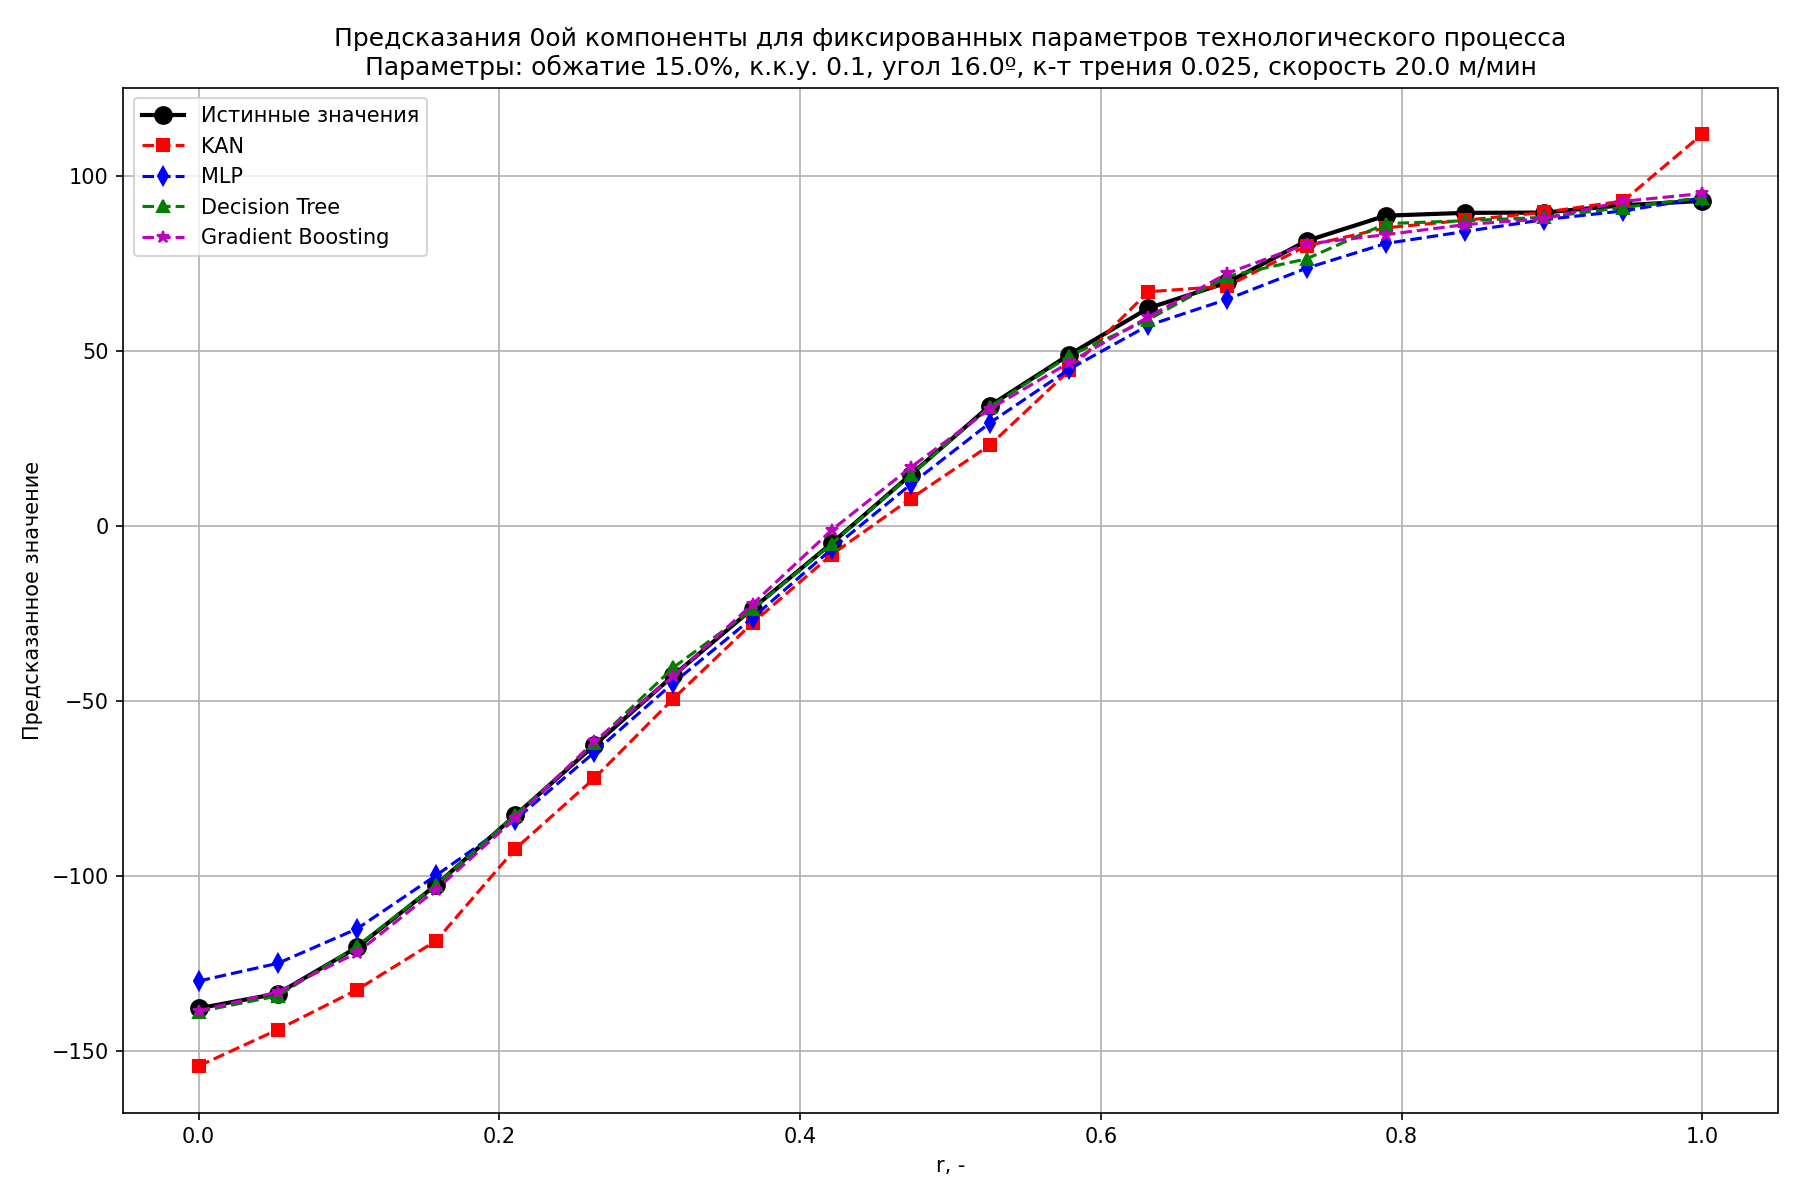 Предсказания 0ой компоненты для фиксированных параметров технологического процесса
Параметры: обжатие 15.0%, к.к.у. 0.1, угол 16.0º, к-т трения 0.025, скорость 20.0 м/мин
Истинные значения
KAN
MLP
Decision Tree
Gradient Boosting
Предсказанное значение
100
50
0
−50
−100
−150
0.0 0.2 0.4 0.6 0.8 1.0
r, -